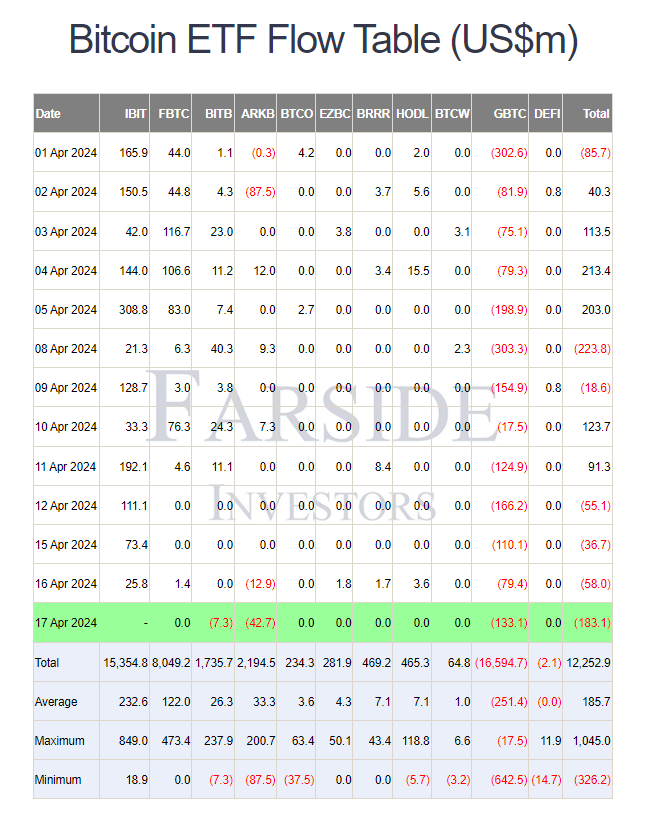 Bitcoin ETF Flow Table (US$m)
Date IBIT FBTC BITB ARKB BTCO EZBC BRRR HODL BTCW GBTC DEFI Total
01 Apr 2024 165.9 44.0 1.1 (0.3) 4.2 0.0 0.0 2.0 0.0 (302.6) 0.0 (85.7)
02 Apr 2024 150.5 44.8 4.3 (87.5) 0.0 0.0 3.7 5.6 0.0 (81.9) 0.8 40.3
03 Apr 2024 42.0 116.7 23.0 0.0 0.0 3.8 0.0 0.0 3.1 (75.1) 0.0 113.5
04 Apr 2024 144.0 106.6 11.2 12.0 0.0 0.0 3.4 15.5 0.0 (79.3) 0.0 213.4
05 Apr 2024 308.8 83.0 7.4 0.0 2.7 0.0 0.0 0.0 0.0 (198.9) 0.0 203.0
08 Apr 2024 21.3 6.3 40.3 9.3 0.0 0.0 0.0 0.0 2.3 (303.3) 0.0 (223.8)
09 Apr 2024 128.7 3.0 3.8 0.0 0.0 0.0 0.0 0.0 0.0 (154.9) 0.8 (18.6)
10 Apr 2024 33.3 76.3 24.3 7.3 0.0 0.0 0.0 0.0 0.0 (17.5) 0.0 123.7
FARSIDE
11 Apr 2024 192.1 4.6 11.1 0.0 0.0 0.0 8.4 0.0 0.0 (124.9) 0.0 91.3
12 Apr 2024 111.1 0.0 0.0 0.0 0.0 0.0 0.0 0.0 0.0 (166.2) 0.0 (55.1)
INVESTORS
15 Apr 2024 73.4 0.0 0.0 0.0 0.0 0.0 0.0 0.0 0.0 (110.1) 0.0 (36.7)
16 Apr 2024 25.8 1.4 0.0 (12.9) 0.0 1.8 1.7 3.6 0.0 (79.4) 0.0 (58.0)
17 Apr 2024 - 0.0 (7.3) (42.7) 0.0 0.0 0.0 0.0 0.0 (133.1) 0.0 (183.1)
Total 15,354.8 8,049.2 1,735.7 2,194.5 234.3 281.9 469.2 465.3 64.8 (16,594.7) (2.1) 12,252.9
Average 232.6 122.0 26.3 33.3 3.6 4.3 7.1 7.1 1.0 (251.4) (0.0) 185.7
Maximum 849.0 473.4 237.9 200.7 63.4 50.1 43.4 118.8 6.6 (17.5) 11.9 1,045.0
Minimum 18.9 0.0 (7.3) (87.5) (37.5) 0.0 0.0 (5.7) (3.2) (642.5) (14.7) (326.2)